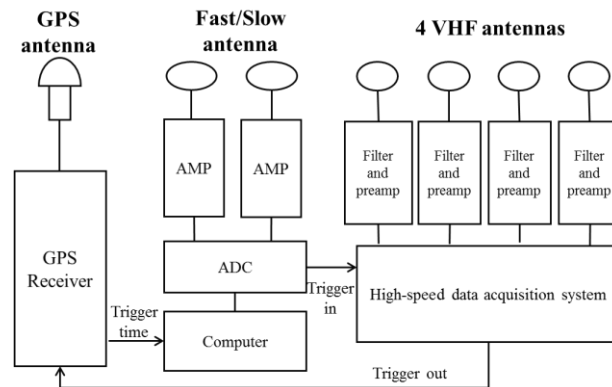 GPS
antenna
Fast/Slow
antenna
4 VHF antennas
AMP
AMP
Filter
and
preamp
Filter
and
preamp
Filter
and
preamp
Filter
and
preamp
GPS
Receiver
ADC
Trigger
in
High-speed data acquisition system
Trigger
time
Computer
Trigger out